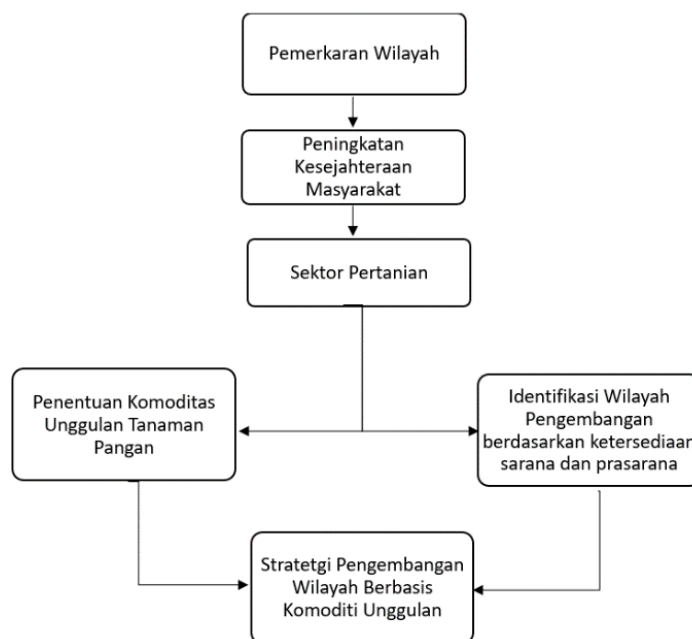 Pemerkaran Wilayah
Peningkatan
Kesejahteraan
Masyarakat
Sektor Pertanian
Penentuan Komoditas
Unggulan Tanaman
Pangan
Identifikasi Wilayah
Pengembangan
berdasarkan ketersediaan
sarana dan prasarana
Stratetgi Pengembangan
Wilayah Berbasis
Komoditi Unggulan